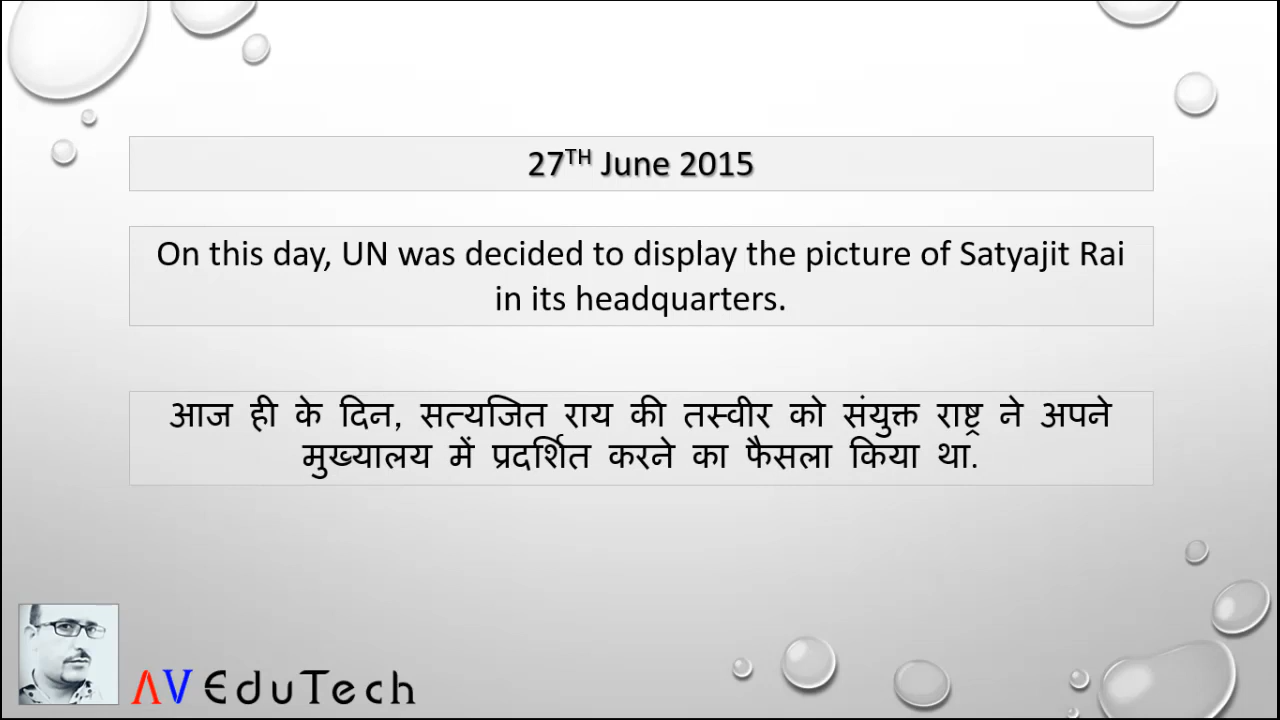 27TH June 2015
On this day, UN was decided to display the picture of Satyajit Rai
in its headquarters.
आज ही के दिन, सत्यजित राय की तस्वीर को संयुक्त राष्ट्र ने अपने
मुख्यालय में प्रदर्शित करने का फैसला किया था.
AV EduTech